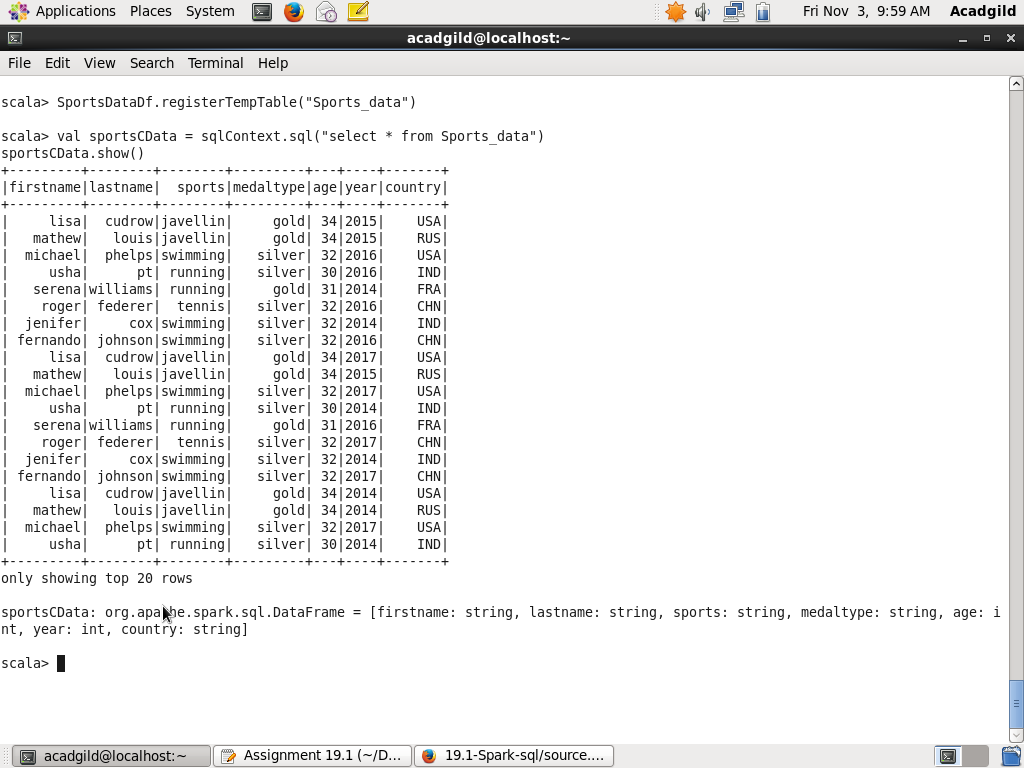 Applications Places System Fri Nov 3, 9:59 AM Acadgild
acadgild@localhost:~
File Edit View Search Terminal Help
scala> SportsDataDf.registerTempTable("Sports_data")
scala> val sportsCData = sqlContext.sql("select * from Sports_data")
sportsCData.show()
+---------+--------+--------+---------+---+----+-------+
|firstname|lastname|  sports|medaltype|age|year|country|
+---------+--------+--------+---------+---+----+-------+
|     lisa|  cudrow|javellin|     gold| 34|2015|    USA|
|   mathew|   louis|javellin|     gold| 34|2015|    RUS|
|  michael|  phelps|swimming|   silver| 32|2016|    USA|
|     usha|      pt| running|   silver| 30|2016|    IND|
|   serena|williams| running|     gold| 31|2014|    FRA|
|    roger| federer|  tennis|   silver| 32|2016|    CHN|
|  jenifer|     cox|swimming|   silver| 32|2014|    IND|
| fernando| johnson|swimming|   silver| 32|2016|    CHN|
|     lisa|  cudrow|javellin|     gold| 34|2017|    USA|
|   mathew|   louis|javellin|     gold| 34|2015|    RUS|
|  michael|  phelps|swimming|   silver| 32|2017|    USA|
|     usha|      pt| running|   silver| 30|2014|    IND|
|   serena|williams| running|     gold| 31|2016|    FRA|
|    roger| federer|  tennis|   silver| 32|2017|    CHN|
|  jenifer|     cox|swimming|   silver| 32|2014|    IND|
| fernando| johnson|swimming|   silver| 32|2017|    CHN|
|     lisa|  cudrow|javellin|     gold| 34|2014|    USA|
|   mathew|   louis|javellin|     gold| 34|2014|    RUS|
|  michael|  phelps|swimming|   silver| 32|2017|    USA|
|     usha|      pt| running|   silver| 30|2014|    IND|
+---------+--------+--------+---------+---+----+-------+
only showing top 20 rows
sportsCData: org.apache.spark.sql.DataFrame = [firstname: string, lastname: string, sports: string, medaltype: string, age: i
nt, year: int, country: string]
scala>
acadgild@localhost:~ Assignment 19.1 (~/D... 19.1-Spark-sql/source....